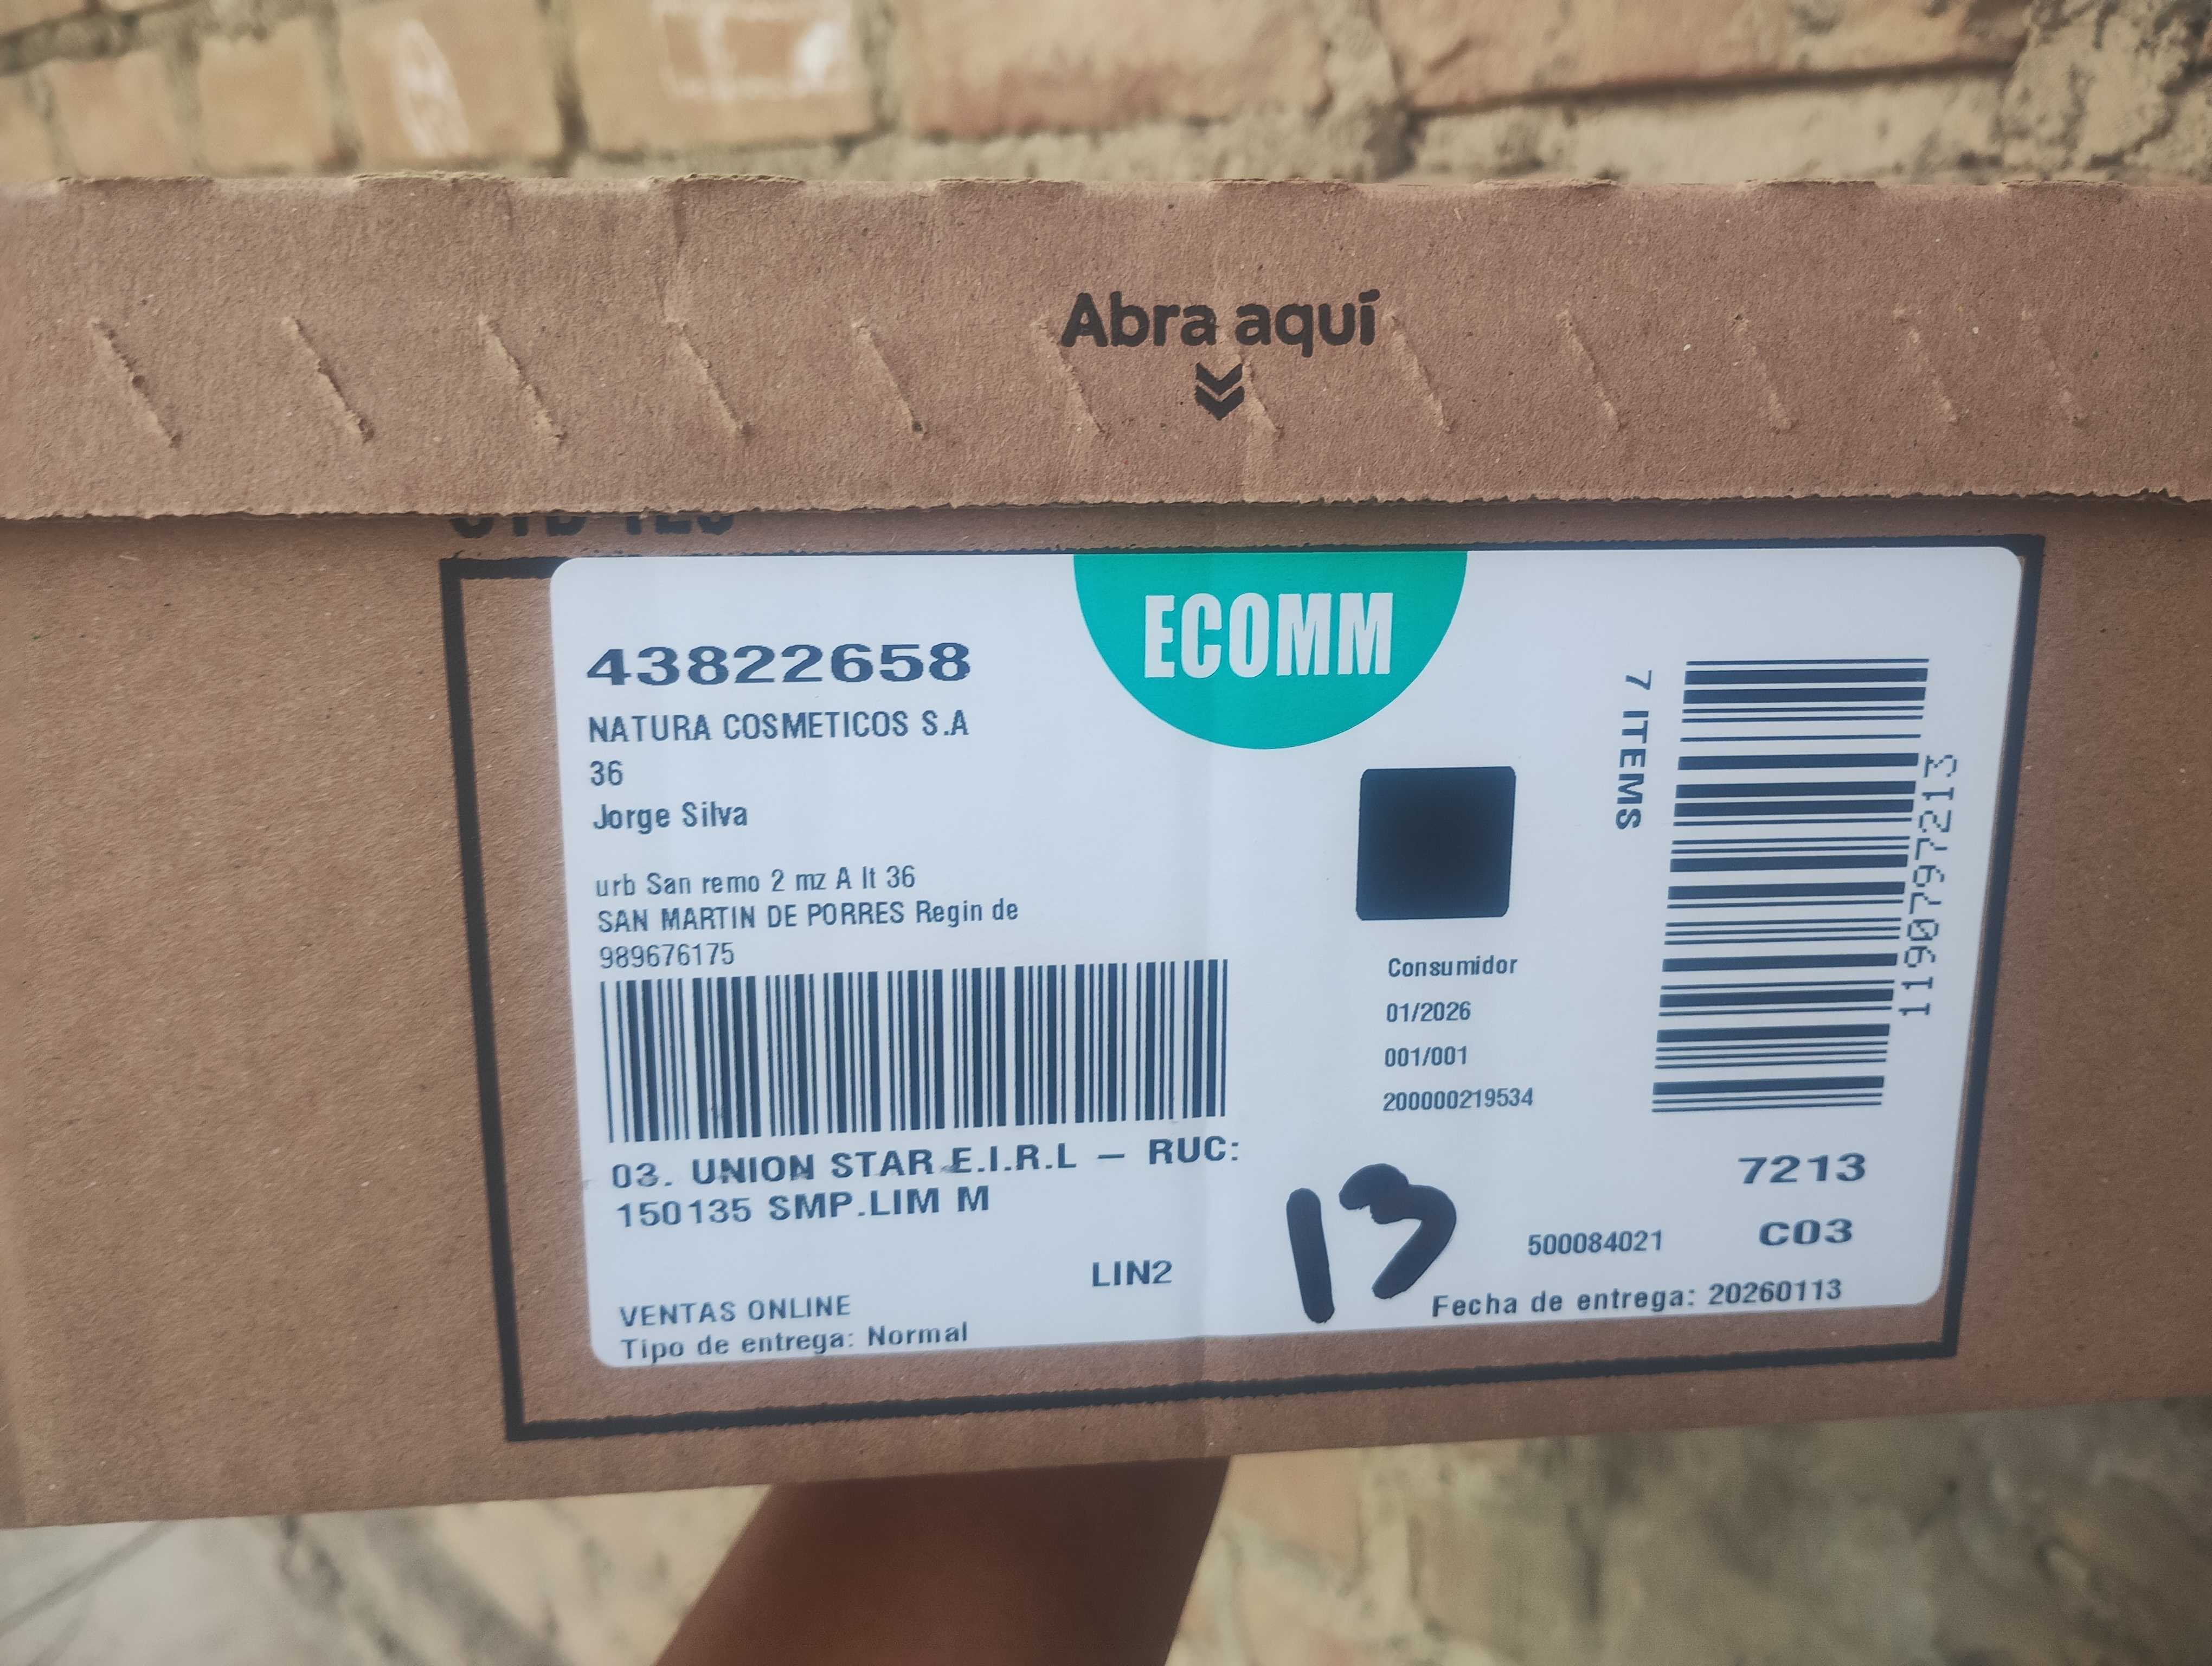 Abra aquí
ECOMM
43822658
NATURA COSMETICOS S.A
36
Jorge Silva
urb San remo 2 mz A lt 36
SAN MARTIN DE PORRES Regin de
989676175
03. UNION STAR E.I.R.L – RUC:
150135 SMP.LIM M
LIN2
VENTAS ONLINE
Tipo de entrega: Normal
Consumidor
01/2026
001/001
200000219534
7 ITEMS
1190797213
7213
13
500084021
C03
Fecha de entrega: 20260113